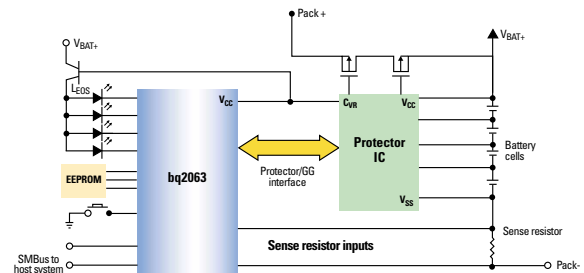 Pack +
VBAT+
VBAT+
LEOS
VCC
CVR
VCC
bq2063
Protector
IC
Protector/GG
interface
Battery
cells
EEPROM
VSS
Sense resistor
Sense resistor inputs
SMBus to
host system
Pack-